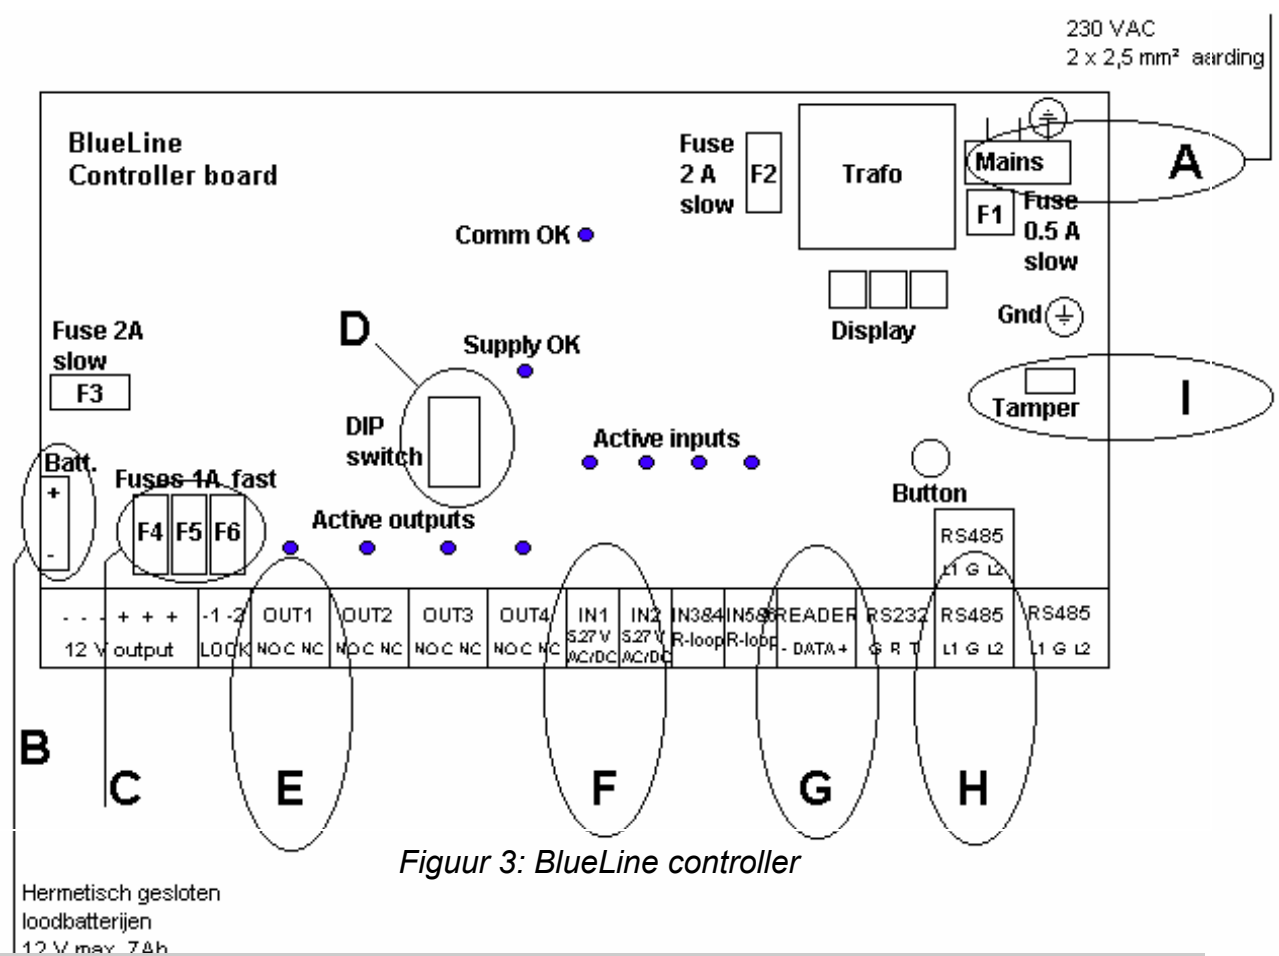 230 VAC
2 x 2,5 mm² aarding
BlueLine
Controller board
Fuse
2 A
slow
F2
Trafo
Mains
A
F1
Fuse
0.5 A
slow
Comm OK
Display
Gnd
D
Supply OK
Fuse 2A
slow
F3
DIP
switch
Tamper
I
Active inputs
Batt.
+
-
Fuses 1A fast
F4 F5 F6
Active outputs
Button
RS485
L1 G L2
- - - + + +
12 V output
-1 -2
LOCK
OUT1
NO C NC
OUT2
NO C NC
OUT3
NO C NC
OUT4
NO C NC
IN1
5.27 V
AC/DC
IN2
5.27 V
AC/DC
IN3&4
R-loop
IN5&6
R-loop
READER
- DATA +
RS232
G R T
RS485
L1 G L2
RS485
L1 G L2
B
C
E
F
G
H
Figuur 3: BlueLine controller
Hermetisch gesloten
loodbatterijen
12 V max. 7Ah